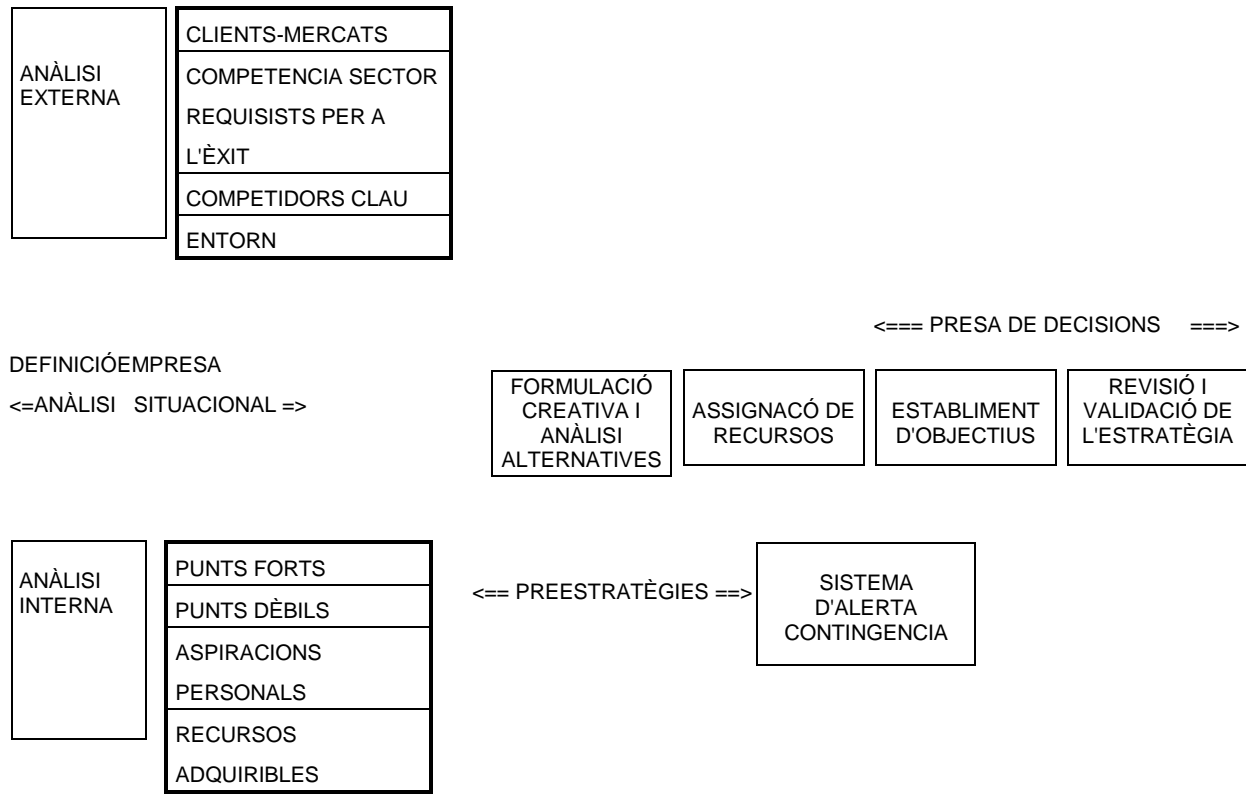 ANÀLISI
EXTERNA
CLIENTS-MERCATS
COMPETENCIA SECTOR
REQUISISTS PER A
L'ÈXIT
COMPETIDORS CLAU
ENTORN
<=== PRESA DE DECISIONS ===>
DEFINICIÓEMPRESA
<=ANÀLISI SITUACIONAL =>
FORMULACIÓ
CREATIVA I
ANÀLISI
ALTERNATIVES
ASSIGNACÓ DE
RECURSOS
ESTABLIMENT
D'OBJECTIUS
REVISIÓ I
VALIDACIÓ DE
L'ESTRATÈGIA
ANÀLISI
INTERNA
PUNTS FORTS
PUNTS DÈBILS
ASPIRACIONS
PERSONALS
RECURSOS
ADQUIRIBLES
<== PREESTRATÈGIES ==>
SISTEMA
D'ALERTA
CONTINGENCIA